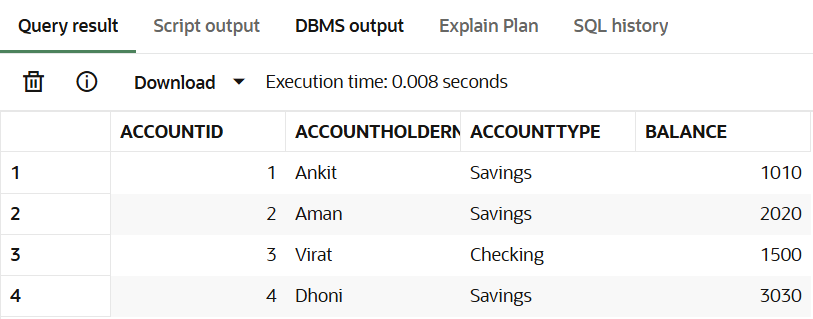 Query result Script output DBMS output Explain Plan SQL history
Download Execution time: 0.008 seconds
ACCOUNTID ACCOUNTHOLDERN ACCOUNTTYPE BALANCE
1 1 Ankit Savings 1010
2 2 Aman Savings 2020
3 3 Virat Checking 1500
4 4 Dhoni Savings 3030